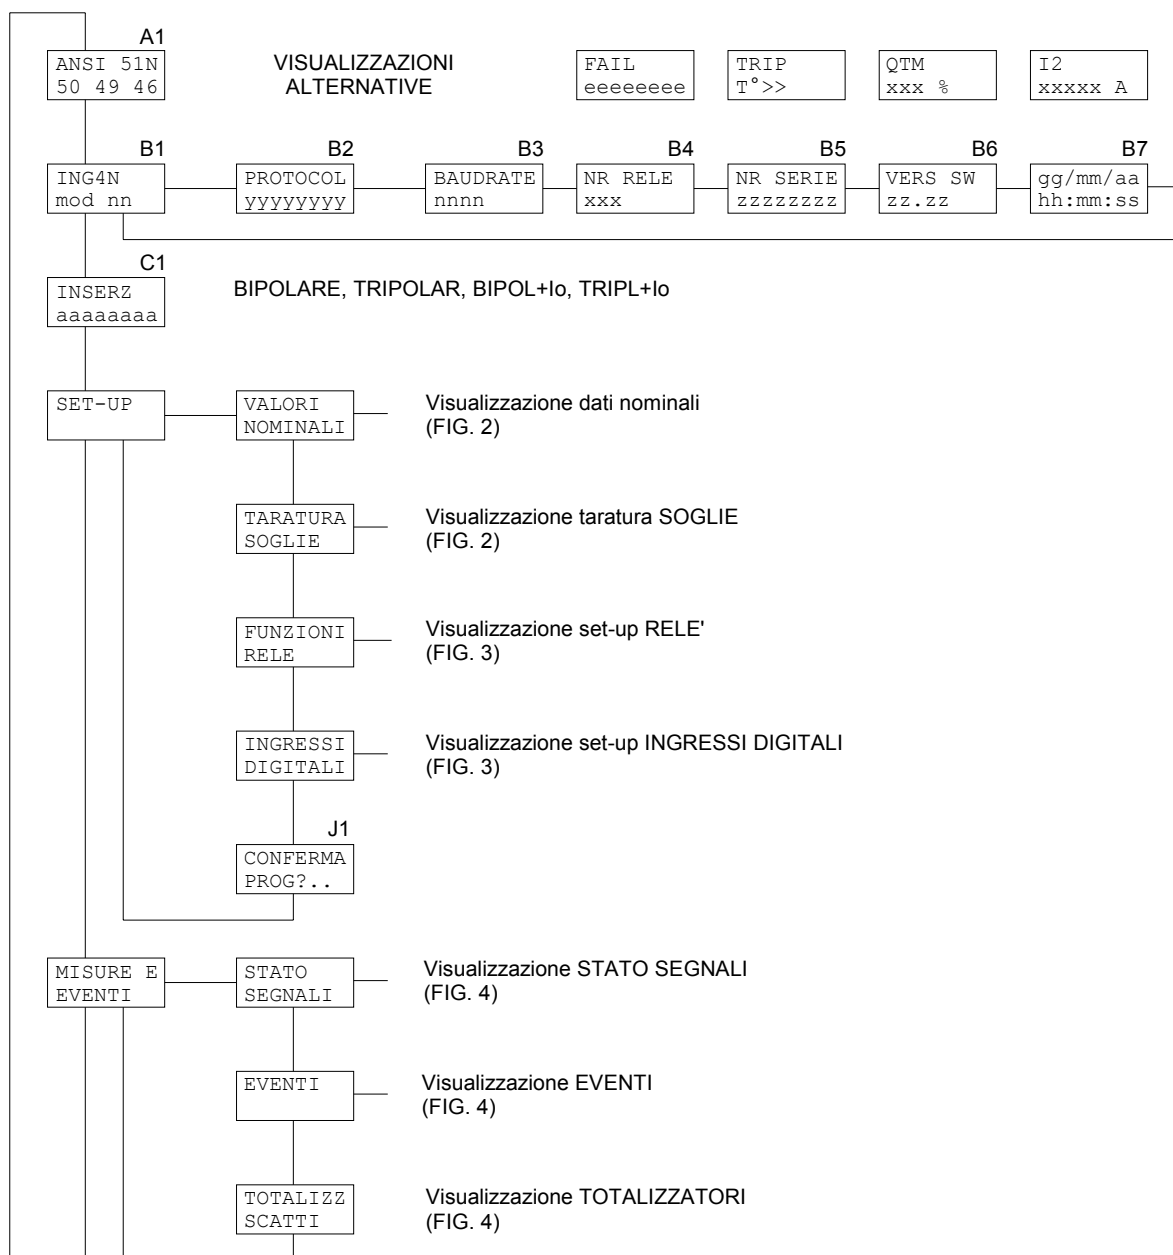 A1
ANSI 51N
50 49 46
VISUALIZZAZIONI
ALTERNATIVE
FAIL
eeeeeeee
TRIP
T°>>
QTM
xxx %
I2
xxxxx A
B1
ING4N
mod nn
B2
PROTOCOL
yyyyyyyy
B3
BAUDRATE
nnnn
B4
NR RELE
xxx
B5
NR SERIE
zzzzzzzz
B6
VERS SW
zz.zz
B7
gg/mm/aa
hh:mm:ss
C1
INSERZ
aaaaaaaa
BIPOLARE, TRIPOLAR, BIPOL+Io, TRIPL+Io
SET-UP
VALORI
NOMINALI
Visualizzazione dati nominali
(FIG. 2)
TARATURA
SOGLIE
Visualizzazione taratura SOGLIE
(FIG. 2)
FUNZIONI
RELE
Visualizzazione set-up RELE'
(FIG. 3)
INGRESSI
DIGITALI
Visualizzazione set-up INGRESSI DIGITALI
(FIG. 3)
J1
CONFERMA
PROG?..
MISURE E
EVENTI
STATO
SEGNALI
Visualizzazione STATO SEGNALI
(FIG. 4)
EVENTI
Visualizzazione EVENTI
(FIG. 4)
TOTALIZZ
SCATTI
Visualizzazione TOTALIZZATORI
(FIG. 4)